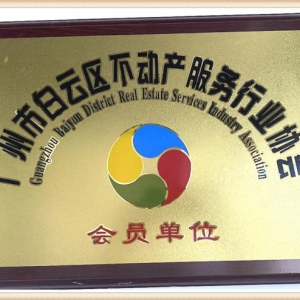 广州市白云区不动产服务行业协会
Guangzhou Baiyun District Real Estate Services Industry Association
会员单位